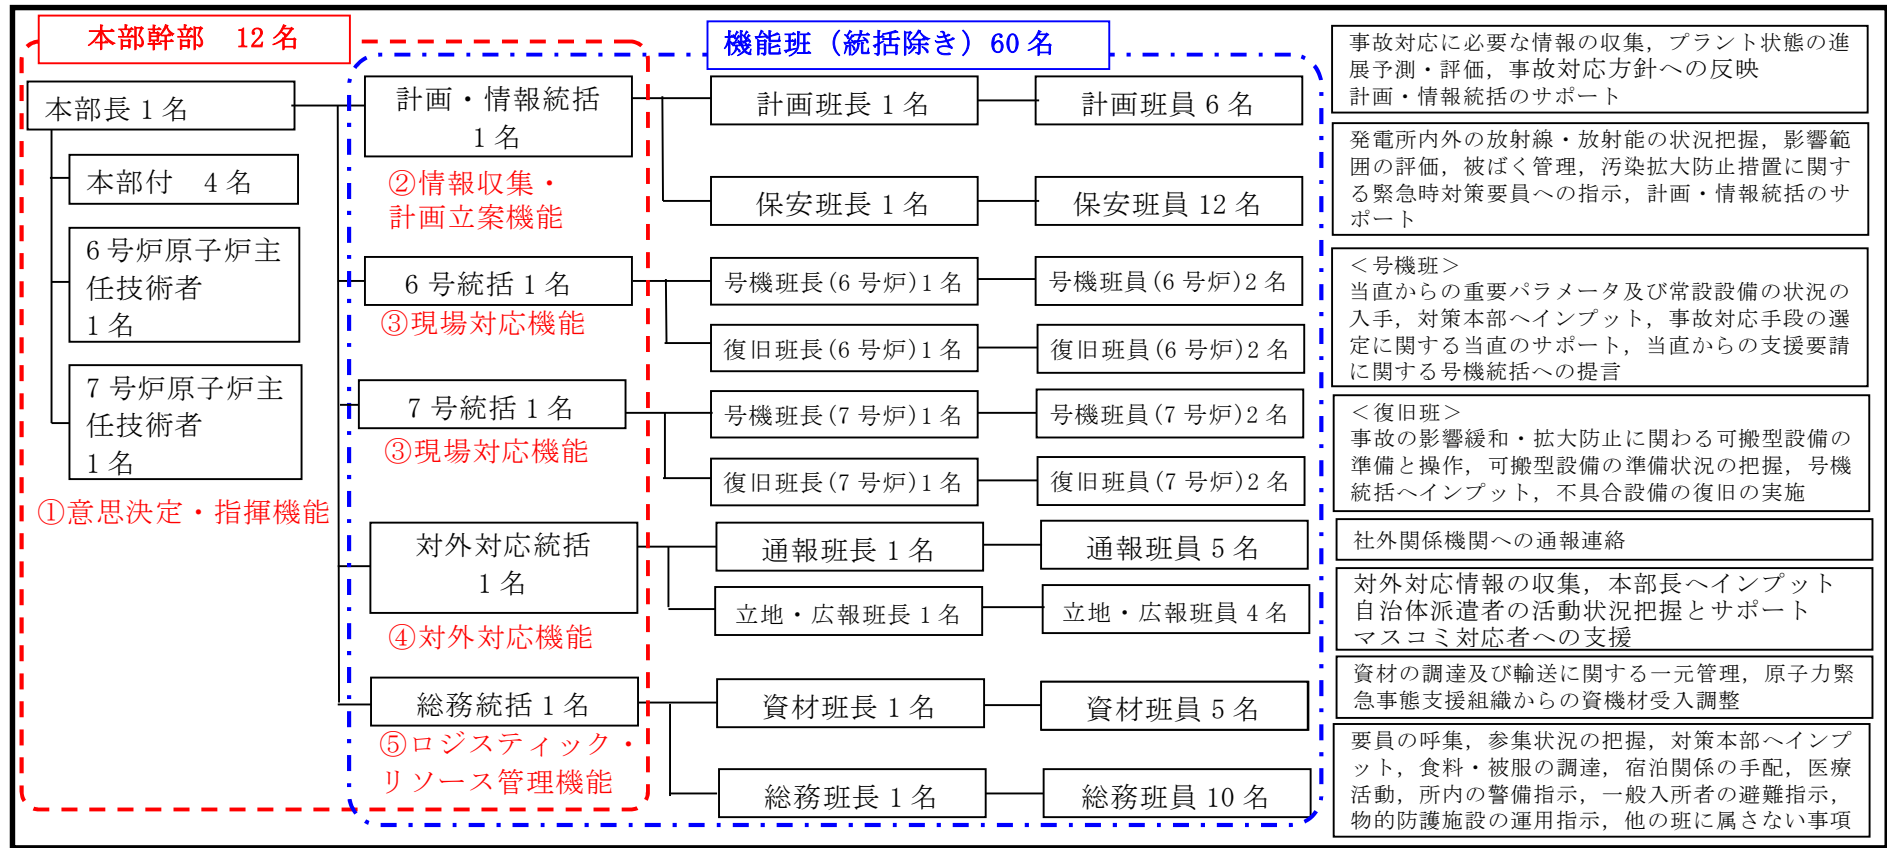 本部幹部　12名
機能班（統括除き）60名
本部長1名
本部付　4名
6号炉原子炉主
任技術者
1名
7号炉原子炉主
任技術者
1名
①意思決定・指揮機能
計画・情報統括
1名
②情報収集・
計画立案機能
6号統括1名
③現場対応機能
7号統括1名
③現場対応機能
対外対応統括
1名
④対外対応機能
総務統括1名
⑤ロジスティック・
リソース管理機能
計画班長1名
計画班員6名
保安班長1名
保安班員12名
号機班長(6号炉)1名
号機班員(6号炉)2名
復旧班長(6号炉)1名
復旧班員(6号炉)2名
号機班長(7号炉)1名
号機班員(7号炉)2名
復旧班長(7号炉)1名
復旧班員(7号炉)2名
通報班長1名
通報班員5名
立地・広報班長1名
立地・広報班員4名
資材班長1名
資材班員5名
総務班長1名
総務班員10名
事故対応に必要な情報の収集，プラント状態の進
展予測・評価，事故対応方針への反映
計画・情報統括のサポート
発電所内外の放射線・放射能の状況把握，影響範
囲の評価，被ばく管理，汚染拡大防止措置に関す
る緊急時対策要員への指示，計画・情報統括のサ
ポート
＜号機班＞
当直からの重要パラメータ及び常設設備の状況の
入手，対策本部へインプット，事故対応手段の選
定に関する当直のサポート，当直からの支援要請
に関する号機統括への提言
＜復旧班＞
事故の影響緩和・拡大防止に関わる可搬型設備の
準備と操作，可搬型設備の準備状況の把握，号機
統括へインプット，不具合設備の復旧の実施
社外関係機関への通報連絡
対外対応情報の収集，本部長へインプット
自治体派遣者の活動状況把握とサポート
マスコミ対応者への支援
資材の調達及び輸送に関する一元管理，原子力緊
急事態支援組織からの資機材受入調整
要員の呼集，参集状況の把握，対策本部へインプ
ット，食料・被服の調達，宿泊関係の手配，医療
活動，所内の警備指示，一般入所者の避難指示，
物的防護施設の運用指示，他の班に属さない事項